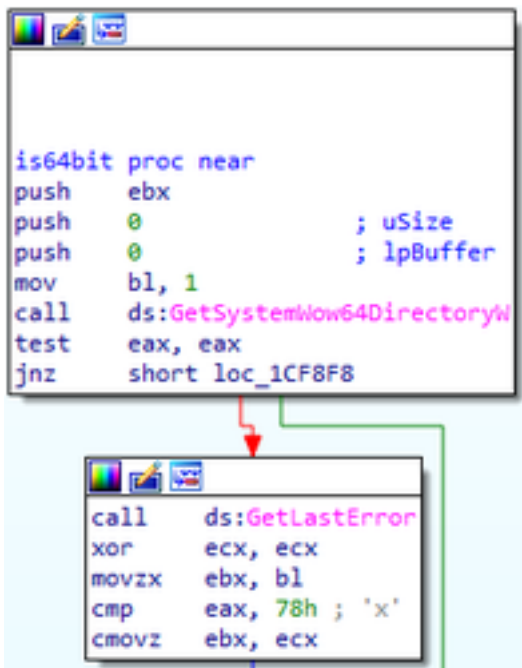 is64bit proc near
push ebx
push 0 ; uSize
push 0 ; lpBuffer
mov bl, 1
call ds:GetSystemWow64DirectoryW
test eax, eax
jnz short loc_1CF8F8
call ds:GetLastError
xor ecx, ecx
movzx ebx, bl
cmp eax, 78h ; 'x'
cmovz ebx, ecx